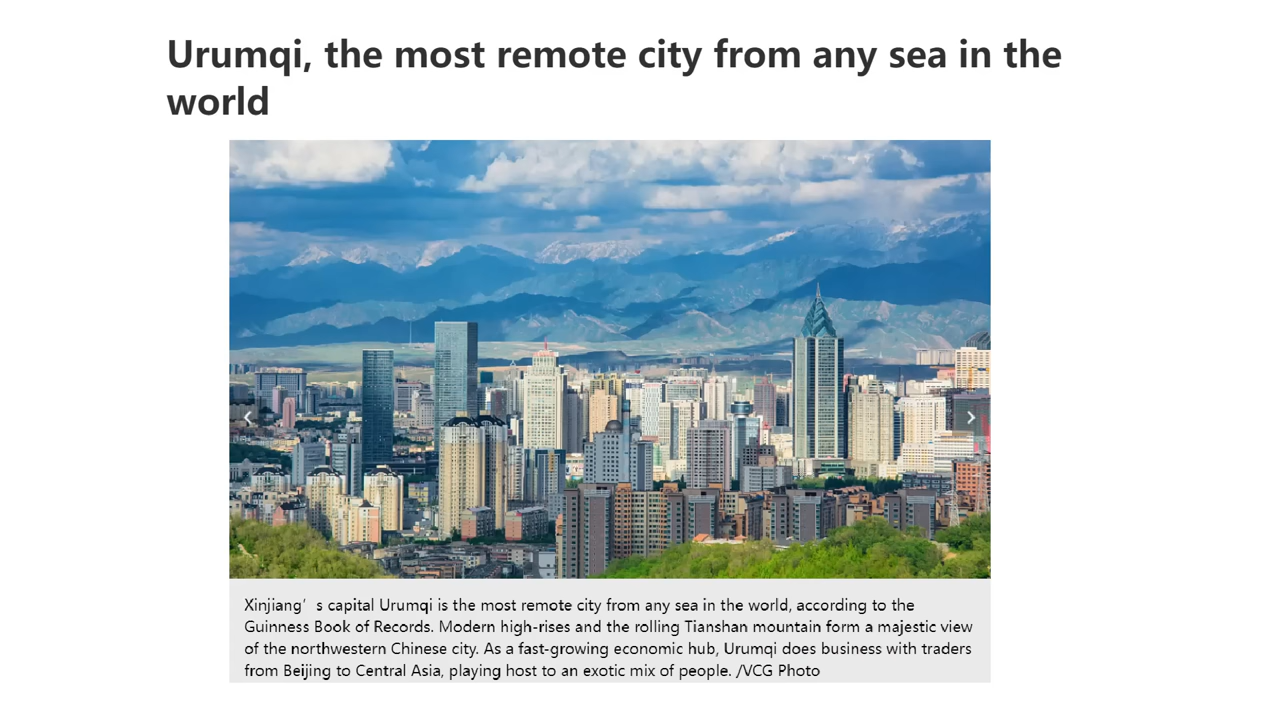 Urumqi, the most remote city from any sea in the
world
Xinjiang’s capital Urumqi is the most remote city from any sea in the world, according to the
Guinness Book of Records. Modern high-rises and the rolling Tianshan mountain form a majestic view
of the northwestern Chinese city. As a fast-growing economic hub, Urumqi does business with traders
from Beijing to Central Asia, playing host to an exotic mix of people. /VCG Photo